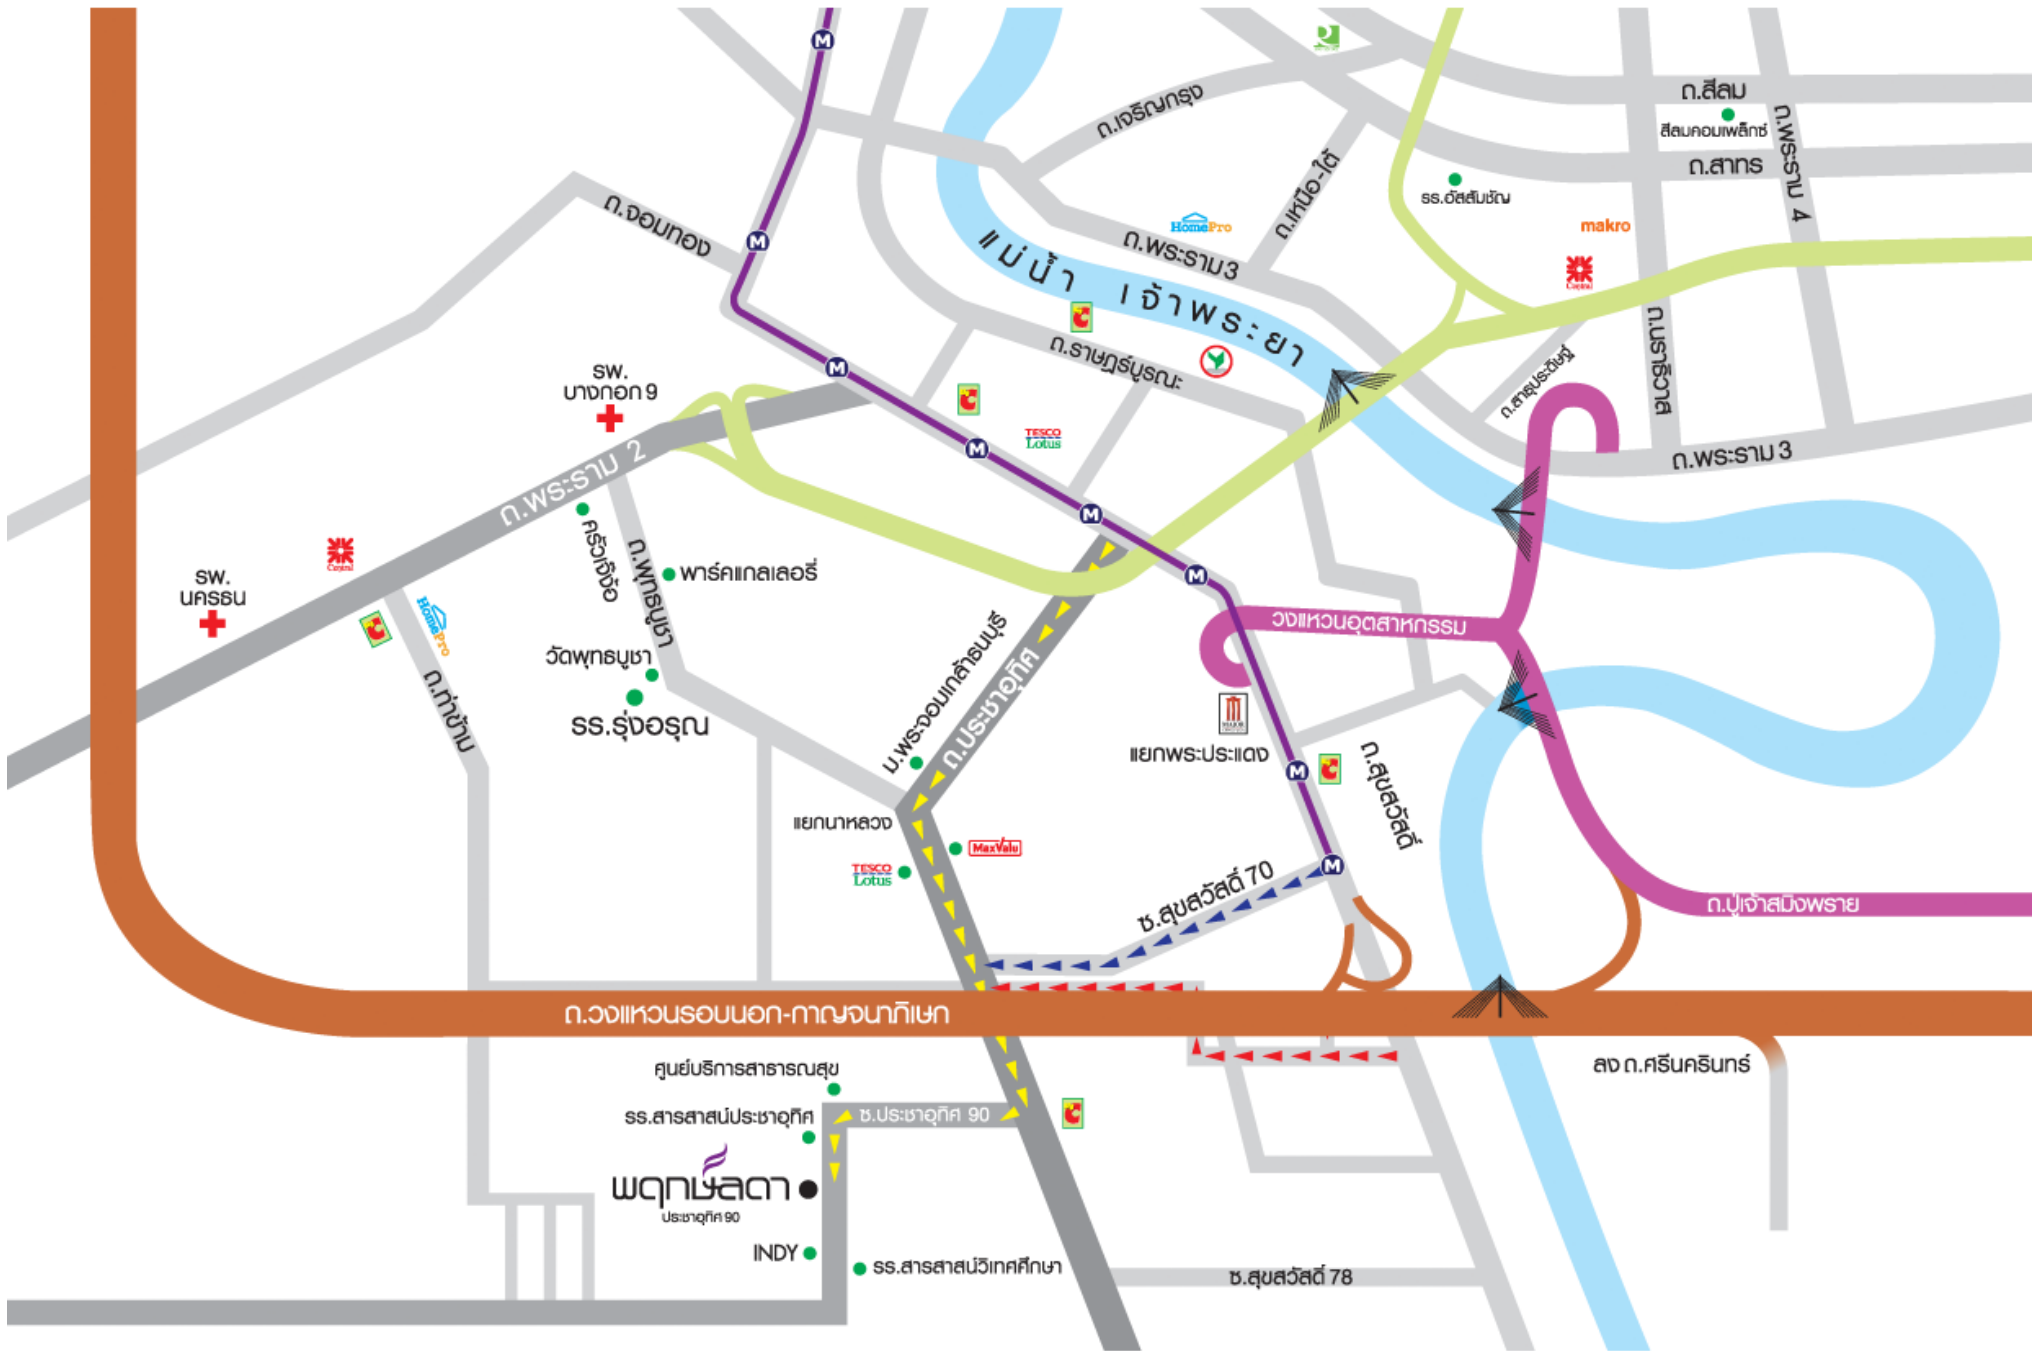 M
ถ.สีลม
สีลมคอมเพล็กซ์
ถ.พระราม 4
ถ.เจริญกรุง
ถ.สาทร
รร.อัสสัมชัญ
ถ.เหนือ-ใต้
HomePro
makro
ถ.จอมทอง
M
ถ.พระราม 3
Central
แม่น้ำ เจ้าพระยา
ถ.นราธิวาส
ถ.ราษฎร์บูรณะ
ถ.สาธุประดิษฐ์
รพ.
บางกอก 9
M
TESCO
Lotus
M
ถ.พระราม 3
ถ.พระราม 2
M
ครัวเจ๊ง้อ
ถ.พุทธบูชา
พาร์คแกลเลอรี่
Central
รพ.
นครธน
M
HomePro
ถ.ท่าข้าม
วัดพุทธบูชา
รร.รุ่งอรุณ
ม.พระจอมเกล้าธนบุรี
ถ.ประชาอุทิศ
วงแหวนอุตสาหกรรม
MAJOR
แยกพระประแดง
M
ถ.สุขสวัสดิ์
แยกนาหลวง
MaxValu
TESCO
Lotus
M
ซ.สุขสวัสดิ์ 70
ถ.ปู่เจ้าสมิงพราย
ถ.วงแหวนรอบนอก-กาญจนาภิเษก
ลง ถ.ศรีนครินทร์
ศูนย์บริการสาธารณสุข
รร.สารสาสน์ประชาอุทิศ
ซ.ประชาอุทิศ 90
พฤกษ์ลดา
ประชาอุทิศ 90
INDY
รร.สารสาสน์วิเทศศึกษา
ซ.สุขสวัสดิ์ 78